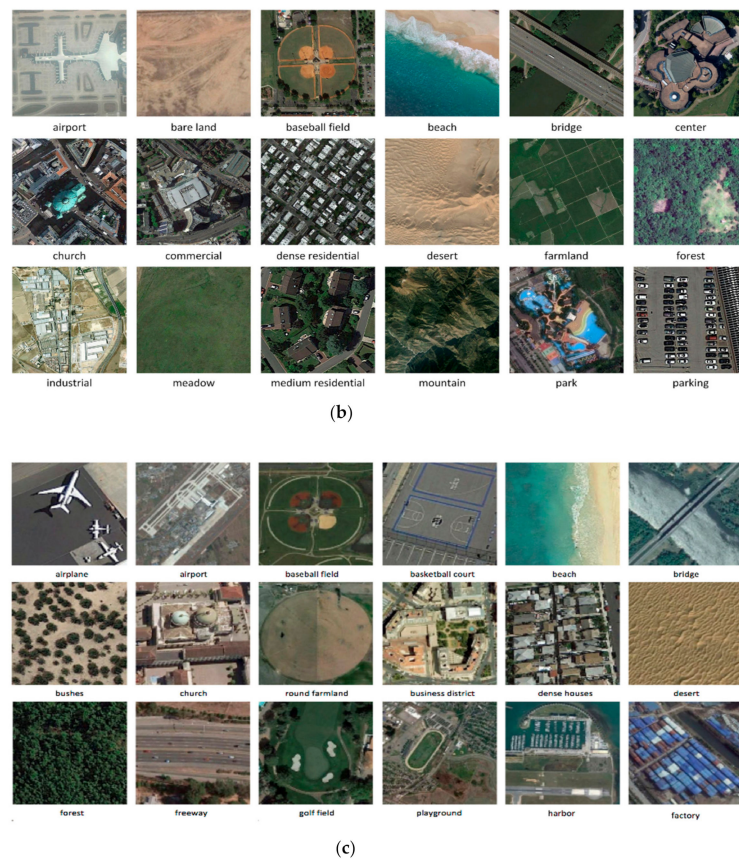 airport bare land baseball field beach bridge center
church commercial dense residential desert farmland forest
industrial meadow medium residential mountain park parking
(b)
airplane airport baseball field basketball court beach bridge
bushes church round farmland business district dense houses desert
forest freeway golf field playground harbor factory
(c)